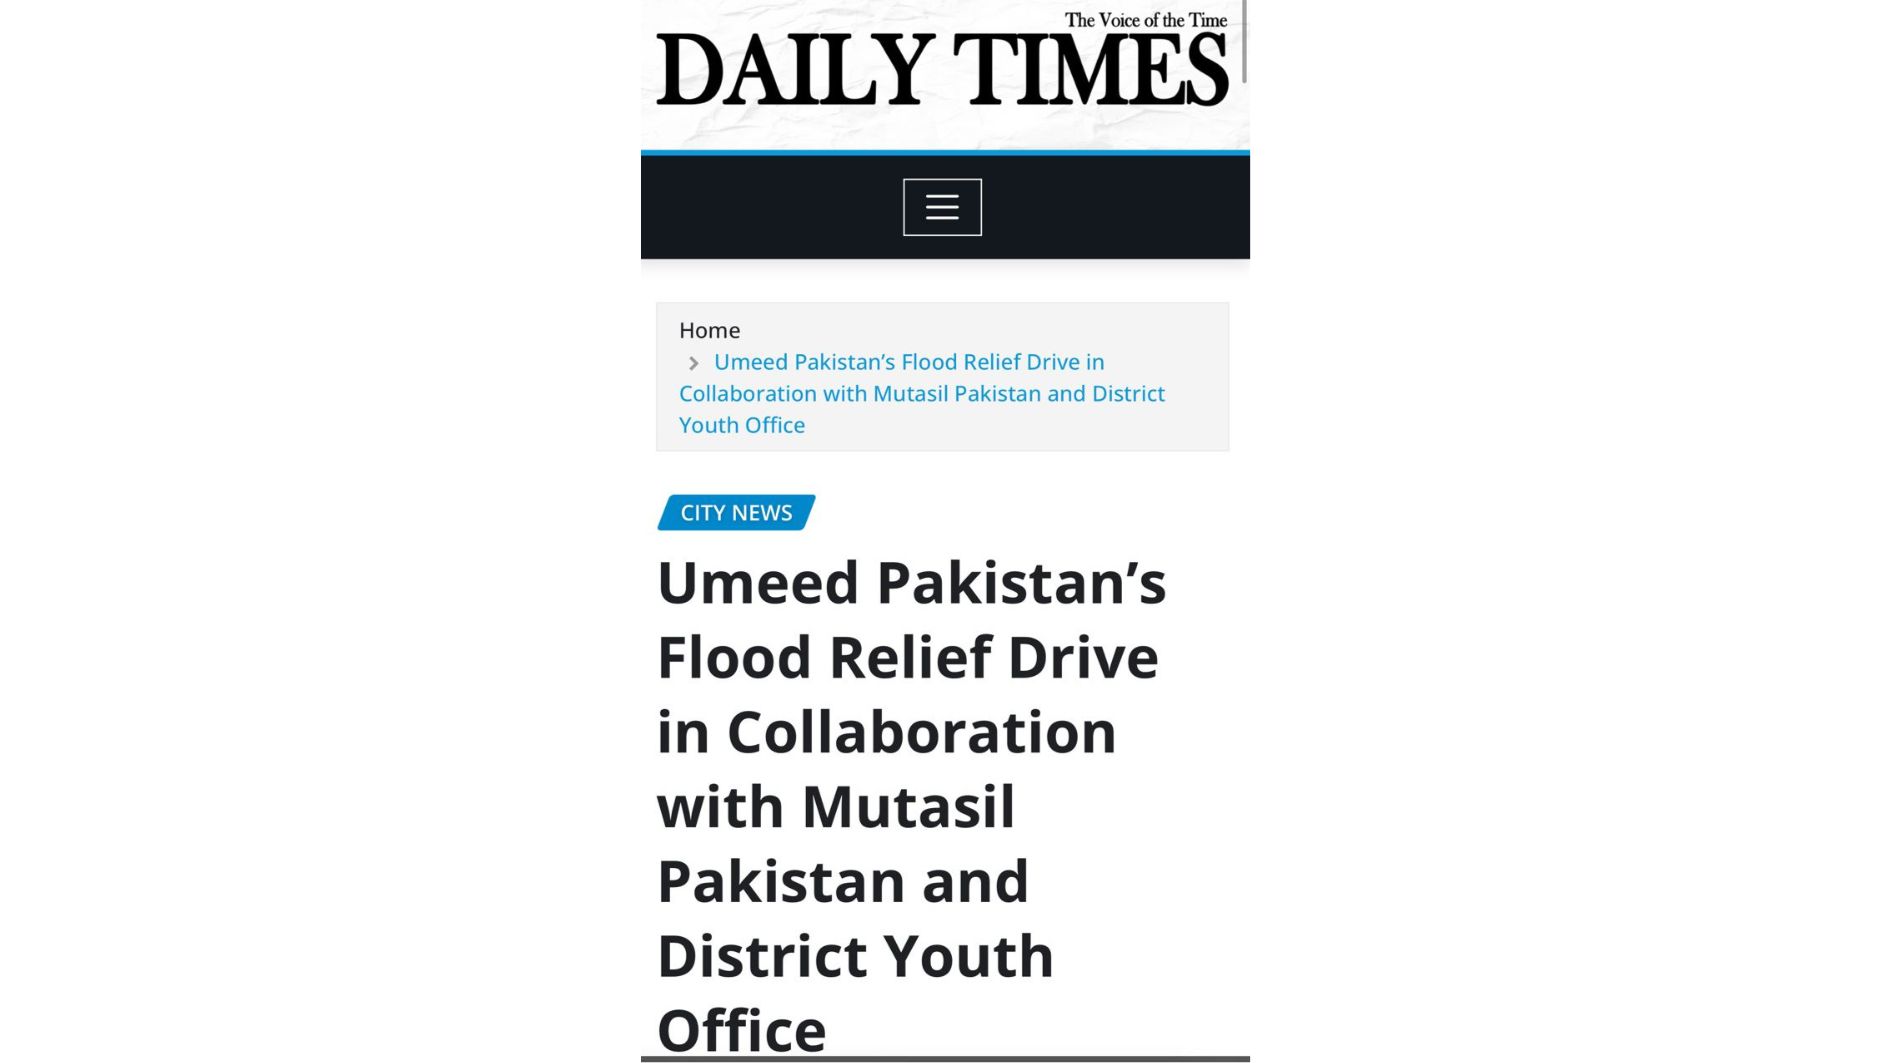 The Voice of the Time
DAILY TIMES
Home
Umeed Pakistan’s Flood Relief Drive in
Collaboration with Mutasil Pakistan and District
Youth Office
CITY NEWS
Umeed Pakistan’s
Flood Relief Drive
in Collaboration
with Mutasil
Pakistan and
District Youth
Office